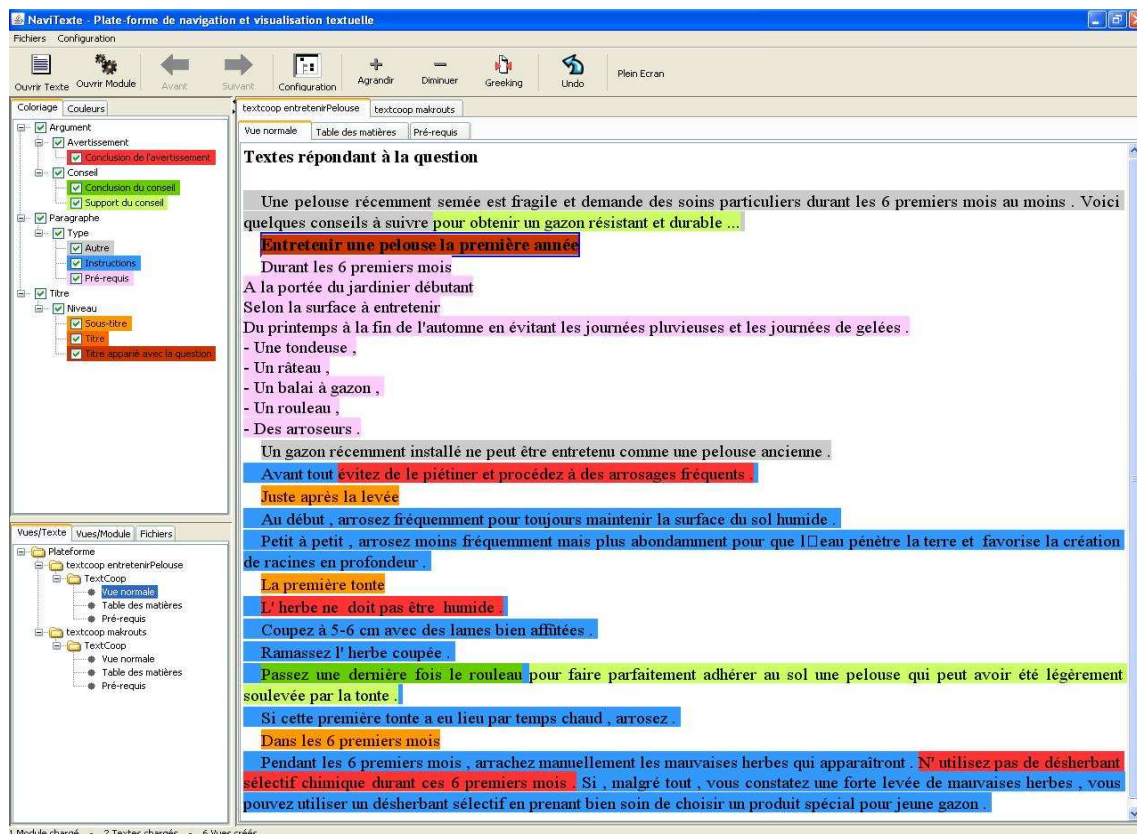 NaviTexte - Plate-forme de navigation et visualisation textuelle
Fichiers Configuration
Ouvrir Texte Ouvrir Module Avant Suivant Configuration Agrandir Diminuer Greeking Undo Plein Ecran
Coloriage Couleurs
Argument
Avertissement
Conclusion de l'avertissement
Conseil
Conclusion du conseil
Support du conseil
Paragraphe
Type
Autre
Instructions
Pré-requis
Titre
Niveau
Sous-titre
Titre
Titre apparié avec la question
Vues/Texte Vues/Module Fichiers
Plateforme
textcoop entretenirPelouse
TextCoop
Vue normale
Table des matières
Pré-requis
textcoop makrouts
TextCoop
Vue normale
Table des matières
Pré-requis
textcoop entretenirPelouse textcoop makrouts
Vue normale Table des matières Pré-requis
Textes répondant à la question
Une pelouse récemment semée est fragile et demande des soins particuliers durant les 6 premiers mois au moins . Voici
quelques conseils à suivre pour obtenir un gazon résistant et durable ...
Entretenir une pelouse la première année
Durant les 6 premiers mois
A la portée du jardinier débutant
Selon la surface à entretenir
Du printemps à la fin de l'automne en évitant les journées pluvieuses et les journées de gelées .
- Une tondeuse ,
- Un râteau ,
- Un balai à gazon ,
- Un rouleau ,
- Des arroseurs .
Un gazon récemment installé ne peut être entretenu comme une pelouse ancienne .
Avant tout évitez de le piétiner et procédez à des arrosages fréquents .
Juste après la levée
Au début , arrosez fréquemment pour toujours maintenir la surface du sol humide .
Petit à petit , arrosez moins fréquemment mais plus abondamment pour que l□eau pénètre la terre et favorise la création
de racines en profondeur .
La première tonte
L' herbe ne doit pas être humide .
Coupez à 5-6 cm avec des lames bien affûtées .
Ramassez l' herbe coupée .
Passez une dernière fois le rouleau pour faire parfaitement adhérer au sol une pelouse qui peut avoir été légèrement
soulevée par la tonte .
Si cette première tonte a eu lieu par temps chaud , arrosez .
Dans les 6 premiers mois
Pendant les 6 premiers mois , arrachez manuellement les mauvaises herbes qui apparaîtront . N' utilisez pas de désherbant
sélectif chimique durant ces 6 premiers mois . Si , malgré tout , vous constatez une forte levée de mauvaises herbes , vous
pouvez utiliser un désherbant sélectif en prenant bien soin de choisir un produit spécial pour jeune gazon .
1 Module chargé - 2 Textes chargés - 6 Vues créés